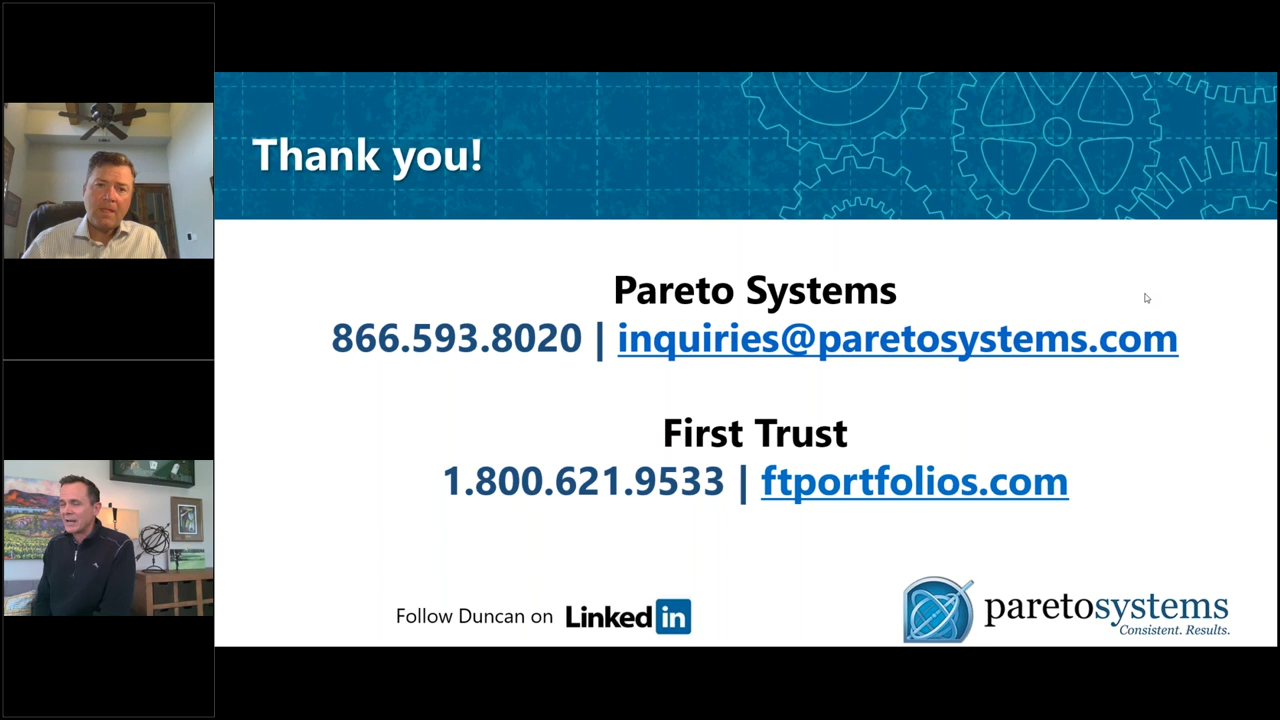 Thank you!
Pareto Systems
866.593.8020 | inquiries@paretosystems.com
First Trust
1.800.621.9533 | ftportfolios.com
Follow Duncan on LinkedIn
paretosystems
Consistent. Results.